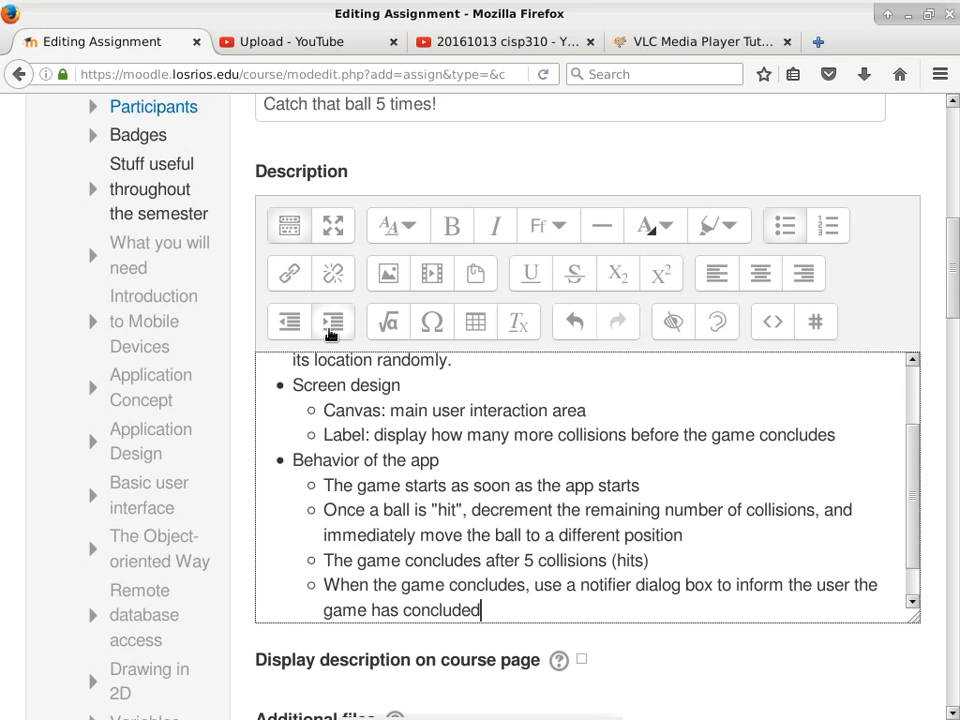 Editing Assignment - Mozilla Firefox
Editing Assignment
Upload - YouTube
20161013 cisp310 - Y...
VLC Media Player Tut...
https://moodle.losrios.edu/course/modedit.php?add=assign&type=&c
Search
Participants
Badges
Stuff useful
throughout
the semester
What you will
need
Introduction
to Mobile
Devices
Application
Concept
Application
Design
Basic user
interface
The Object-
oriented Way
Remote
database
access
Drawing in
2D
Variables
Catch that ball 5 times!
Description
its location randomly.
• Screen design
○ Canvas: main user interaction area
○ Label: display how many more collisions before the game concludes
• Behavior of the app
○ The game starts as soon as the app starts
○ Once a ball is "hit", decrement the remaining number of collisions, and
immediately move the ball to a different position
○ The game concludes after 5 collisions (hits)
○ When the game concludes, use a notifier dialog box to inform the user the
game has concluded
Display description on course page
Additional files